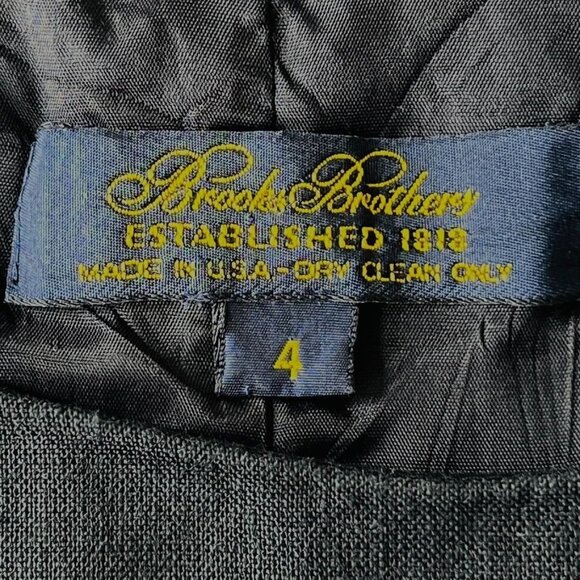 Brooks Brothers
ESTABLISHED 1818
MADE IN U.S.A-DRY CLEAN ONLY
4